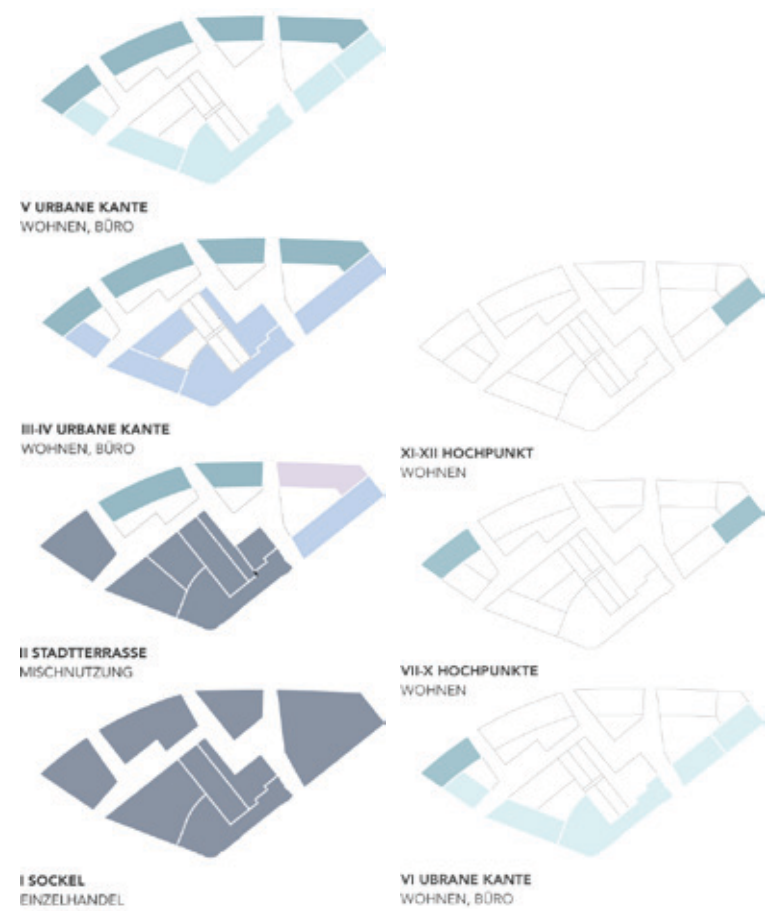 V URBANE KANTE
WOHNEN, BÜRO
III-IV URBANE KANTE
WOHNEN, BÜRO
II STADTTERRASSE
MISCHNUTZUNG
I SOCKEL
EINZELHANDEL
XI-XII HOCHPUNKT
WOHNEN
VII-X HOCHPUNKTE
WOHNEN
VI UBRANE KANTE
WOHNEN, BÜRO